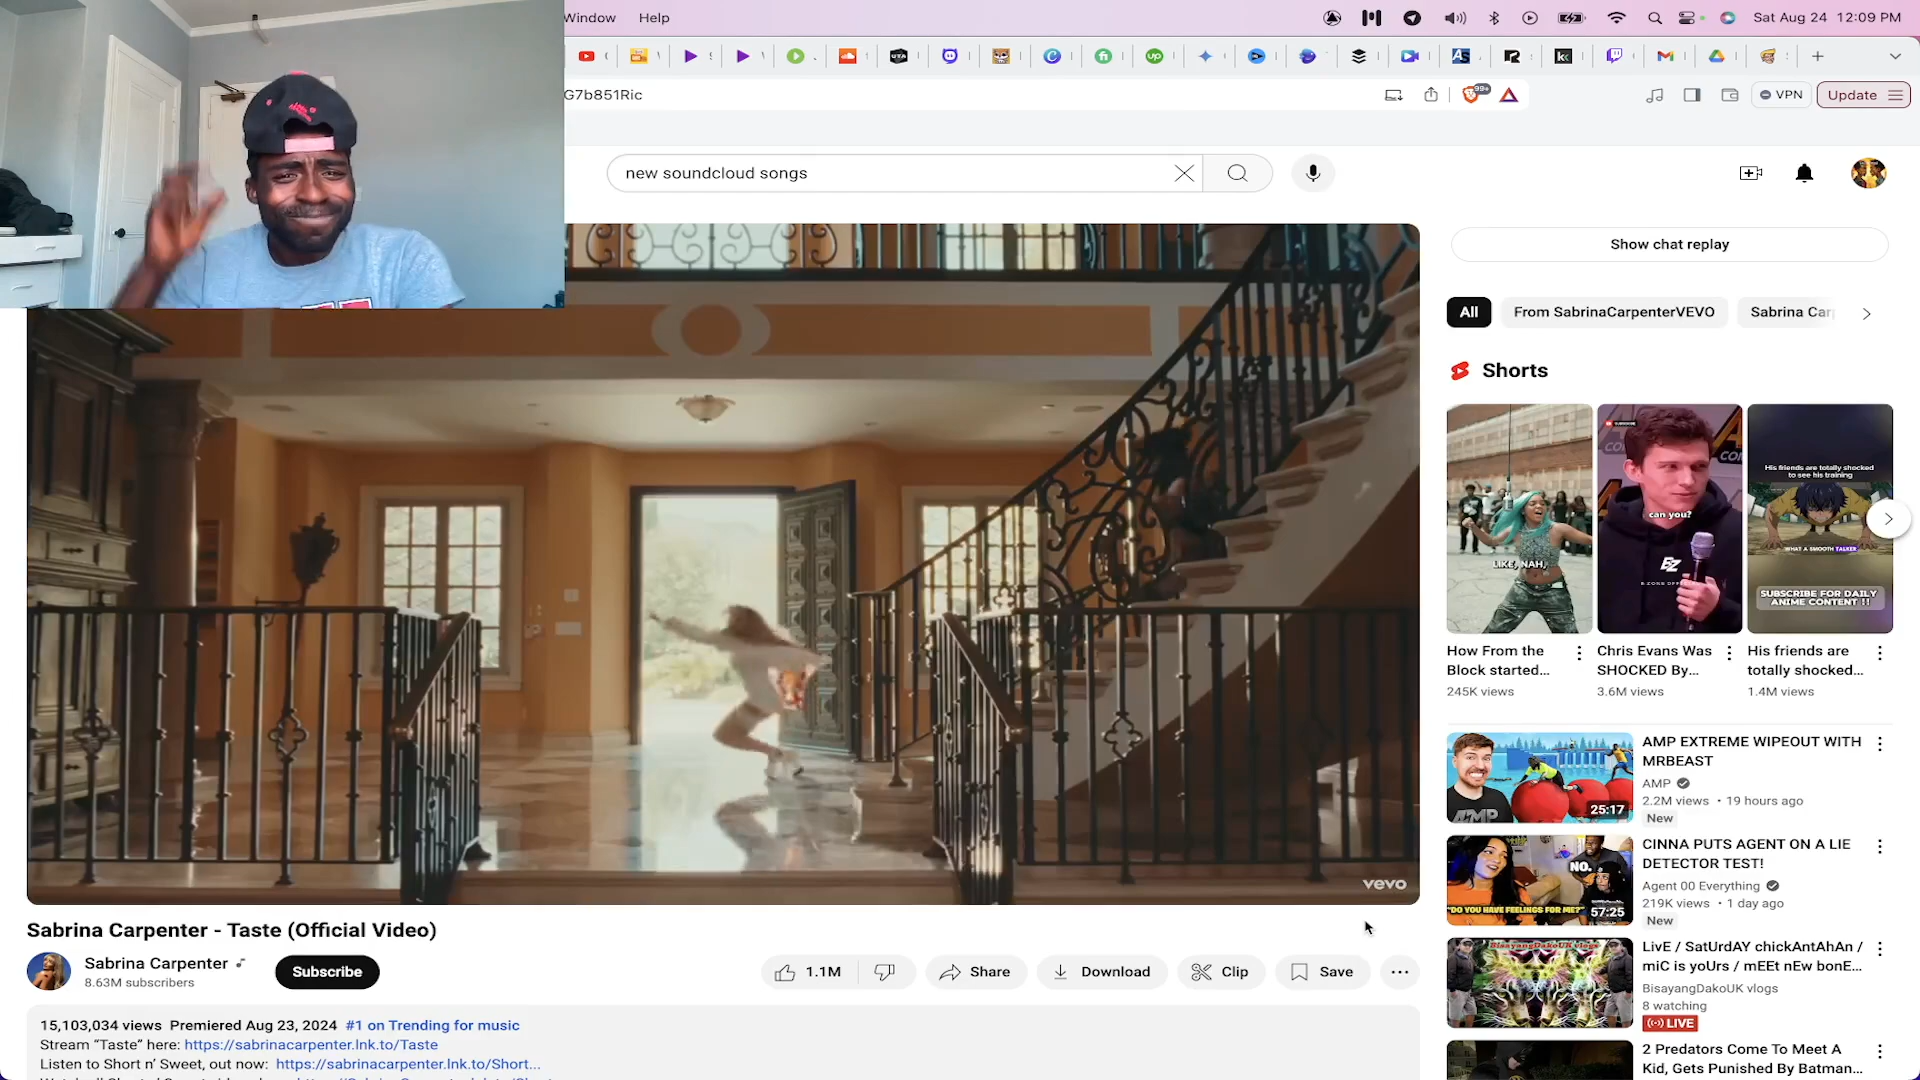 Window Help
Sat Aug 24 12:09 PM
G7b851Ric
99+
VPN
Update
new soundcloud songs
Show chat replay
All
From SabrinaCarpenterVEVO
Sabrina Car
Shorts
LIKE, NAH,
can you?
His friends are totally shocked
to see his training
WHAT A SMOOTH TALKER
SUBSCRIBE FOR DAILY
ANIME CONTENT !!
How From the
Block started...
245K views
Chris Evans Was
SHOCKED By...
3.6M views
His friends are
totally shocked...
1.4M views
AMP EXTREME WIPEOUT WITH
MRBEAST
AMP
2.2M views • 19 hours ago
New
25:17
CINNA PUTS AGENT ON A LIE
DETECTOR TEST!
Agent 00 Everything
219K views • 1 day ago
New
NO.
"DO YOU HAVE FEELINGS FOR ME?"
57:25
LivE / SatUrdAY chickAntAhAn /
miC is yoUrs / mEEt nEw bonE...
BisayangDakoUK vlogs
8 watching
LIVE
BisayangDakoUK vlogs
2 Predators Come To Meet A
Kid, Gets Punished By Batman...
vevo
Sabrina Carpenter - Taste (Official Video)
Sabrina Carpenter
8.63M subscribers
Subscribe
1.1M
Share
Download
Clip
Save
15,103,034 views Premiered Aug 23, 2024 #1 on Trending for music
Stream “Taste” here: https://sabrinacarpenter.lnk.to/Taste
Listen to Short n’ Sweet, out now: https://sabrinacarpenter.lnk.to/Short...